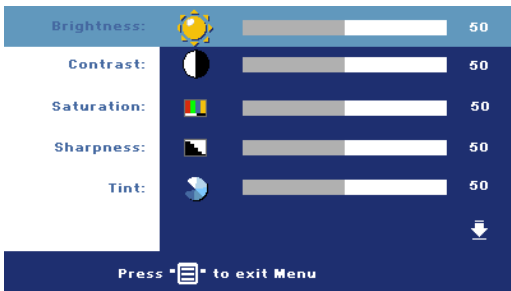 Brightness: 50
Contrast: 50
Saturation: 50
Sharpness: 50
Tint: 50
Press "" to exit Menu